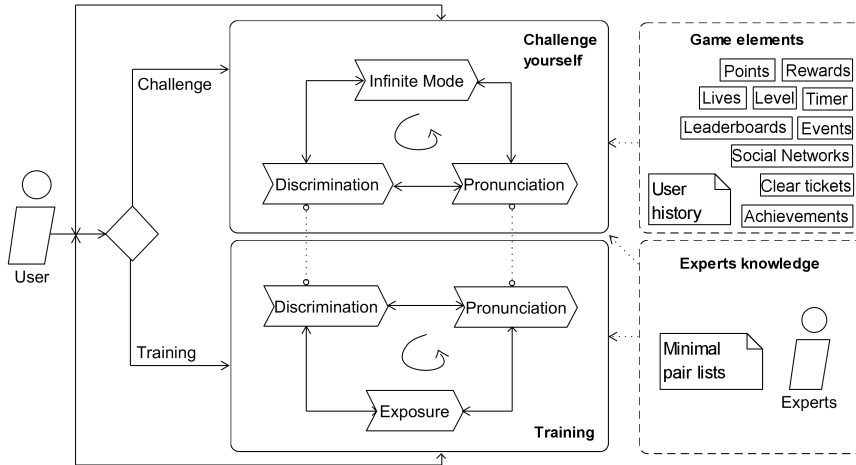 User
Challenge
Training
Challenge
yourself
Infinite Mode
Discrimination
Pronunciation
Discrimination
Pronunciation
Exposure
Training
Game elements
Points
Rewards
Lives
Level
Timer
Leaderboards
Events
Social Networks
User
history
Clear tickets
Achievements
Experts knowledge
Minimal
pair lists
Experts